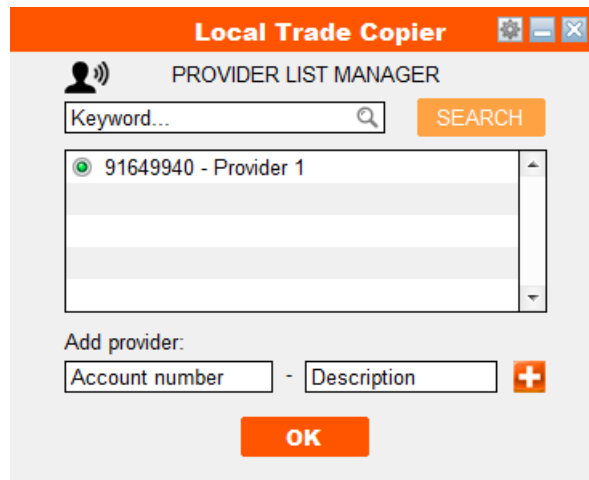 Local Trade Copier
PROVIDER LIST MANAGER
Keyword...
SEARCH
91649940 - Provider 1
Add provider:
Account number - Description
OK